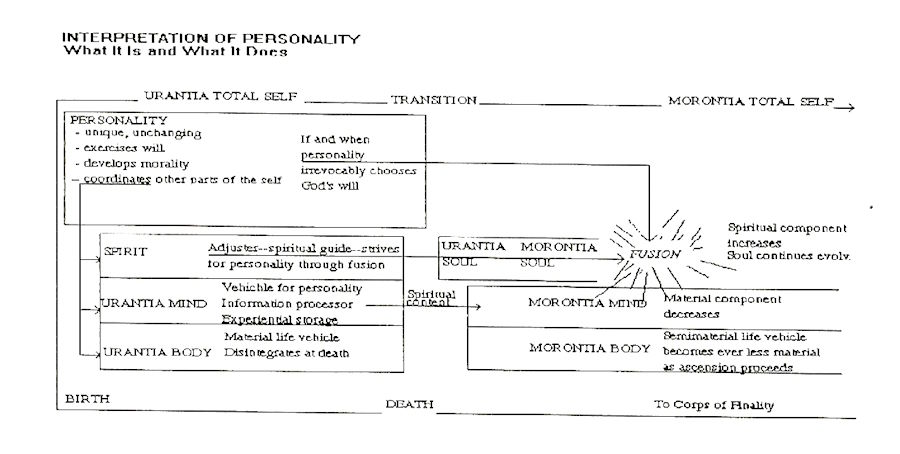 INTERPRETATION OF PERSONALITY
What It Is and What It Does
URANTIA TOTAL SELF
TRANSITION
MORONTIA TOTAL SELF
PERSONALITY
- unique, unchanging
- exercises will
- develops morality
- coordinates other parts of the self
If and when
personality
irrevocably chooses
God's will
SPIRIT
Adjuster--spiritual guide--strives
for personality through fusion
URANTIA MORONTIA
SOUL SOUL
FUSION
Spiritual component
increases
Soul continues evolv.
URANTIA MIND
Vehichle for personality
Information processor
Experiential storage
Spiritual
content
MORONTIA MIND
Material component
decreases
URANTIA BODY
Material life vehicle
Disintegrates at death
MORONTIA BODY
Semimaterial life vehicle
becomes ever less material
as ascension proceeds
BIRTH
DEATH
To Corps of Finality